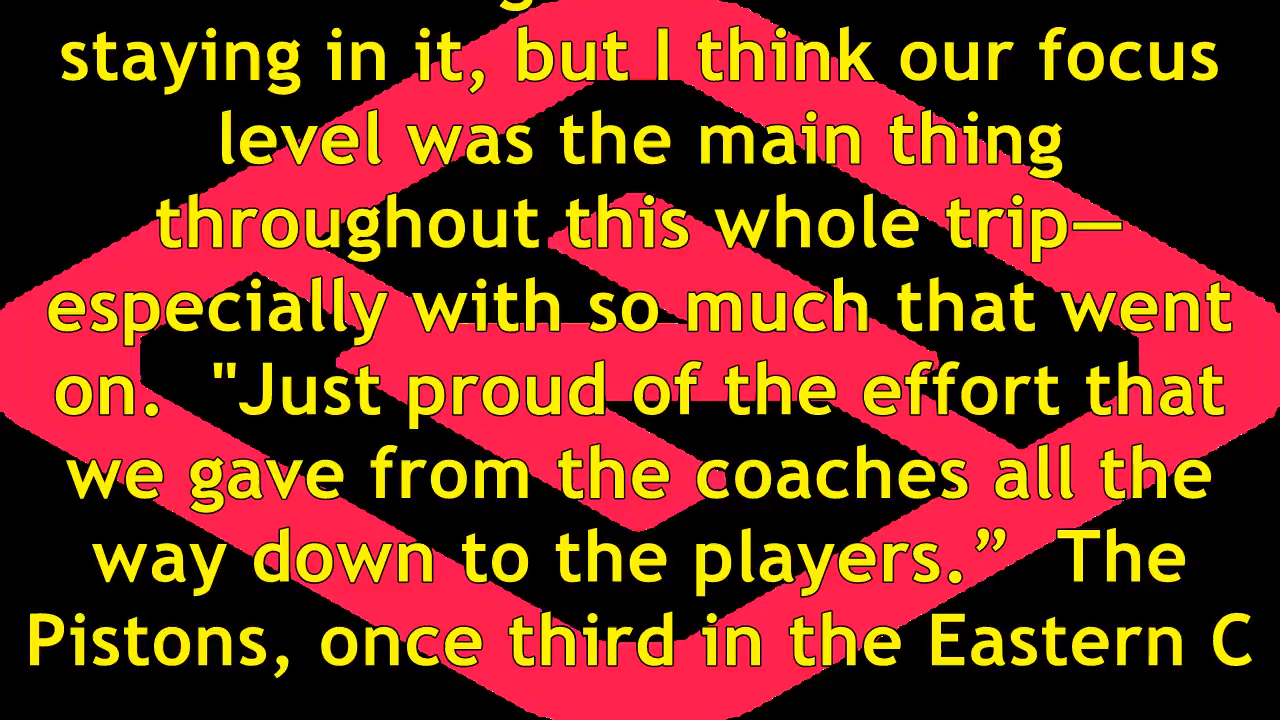 staying in it, but I think our focus
level was the main thing
throughout this whole trip—
especially with so much that went
on.  "Just proud of the effort that
we gave from the coaches all the
way down to the players.”  The
Pistons, once third in the Eastern C